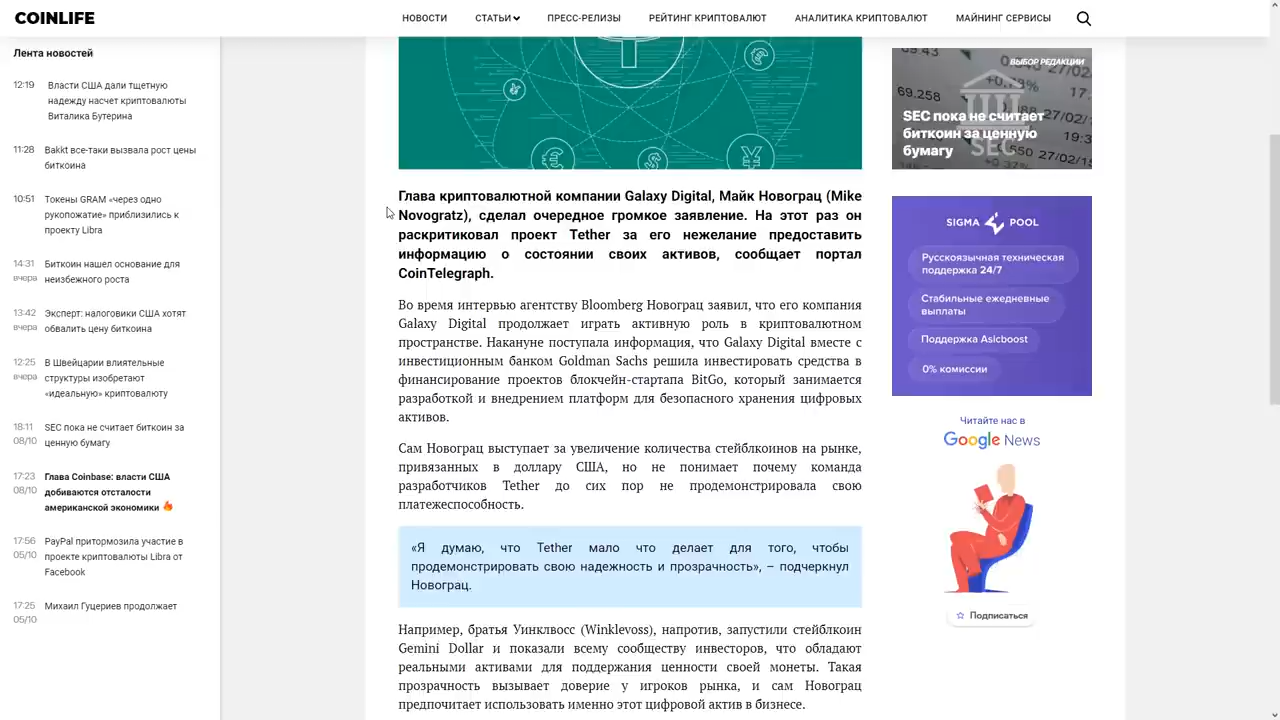 COINLIFE
НОВОСТИ
СТАТЬИ
ПРЕСС-РЕЛИЗЫ
РЕЙТИНГ КРИПТОВАЛЮТ
АНАЛИТИКА КРИПТОВАЛЮТ
МАЙНИНГ СЕРВИСЫ
Лента новостей
12:19 Власти США дали тщетную
надежду насчет криптовалюты
Виталика Бутерина
11:28 Bakkt все-таки вызвала рост цены
биткоина
10:51 Токены GRAM «через одно
рукопожатие» приблизились к
проекту Libra
14:31 Биткоин нашел основание для
вчера неизбежного роста
13:42 Эксперт: налоговики США хотят
вчера обвалить цену биткоина
12:25 В Швейцарии влиятельные
вчера структуры изобретают
«идеальную» криптовалюту
18:11 SEC пока не считает биткоин за
08/10 ценную бумагу
17:23 Глава Coinbase: власти США
08/10 добиваются отсталости
американской экономики
17:56 PayPal притормозила участие в
05/10 проекте криптовалюты Libra от
Facebook
17:25 Михаил Гуцериев продолжает
05/10
Глава криптовалютной компании Galaxy Digital, Майк Новограц (Mike
Novogratz), сделал очередное громкое заявление. На этот раз он
раскритиковал проект Tether за его нежелание предоставить
информацию о состоянии своих активов, сообщает портал
CoinTelegraph.
Во время интервью агентству Bloomberg Новограц заявил, что его компания
Galaxy Digital продолжает играть активную роль в криптовалютном
пространстве. Накануне поступала информация, что Galaxy Digital вместе с
инвестиционным банком Goldman Sachs решила инвестировать средства в
финансирование проектов блокчейн-стартапа BitGo, который занимается
разработкой и внедрением платформ для безопасного хранения цифровых
активов.
Сам Новограц выступает за увеличение количества стейблкоинов на рынке,
привязанных в доллару США, но не понимает почему команда
разработчиков Tether до сих пор не продемонстрировала свою
платежеспособность.
«Я думаю, что Tether мало что делает для того, чтобы
продемонстрировать свою надежность и прозрачность», – подчеркнул
Новограц.
Например, братья Уинклвосс (Winklevoss), напротив, запустили стейблкоин
Gemini Dollar и показали всему сообществу инвесторов, что обладают
реальными активами для поддержания ценности своей монеты. Такая
прозрачность вызывает доверие у игроков рынка, и сам Новограц
предпочитает использовать именно этот цифровой актив в бизнесе.
ВЫБОР РЕДАКЦИИ
69.258
27/02
27/02/15
SEC
SEC пока не считает
биткоин за ценную
бумагу
SIGMA POOL
Русскоязычная техническая
поддержка 24/7
Стабильные ежедневные
выплаты
Поддержка Asicboost
0% комиссии
Читайте нас в
Google News
Подписаться